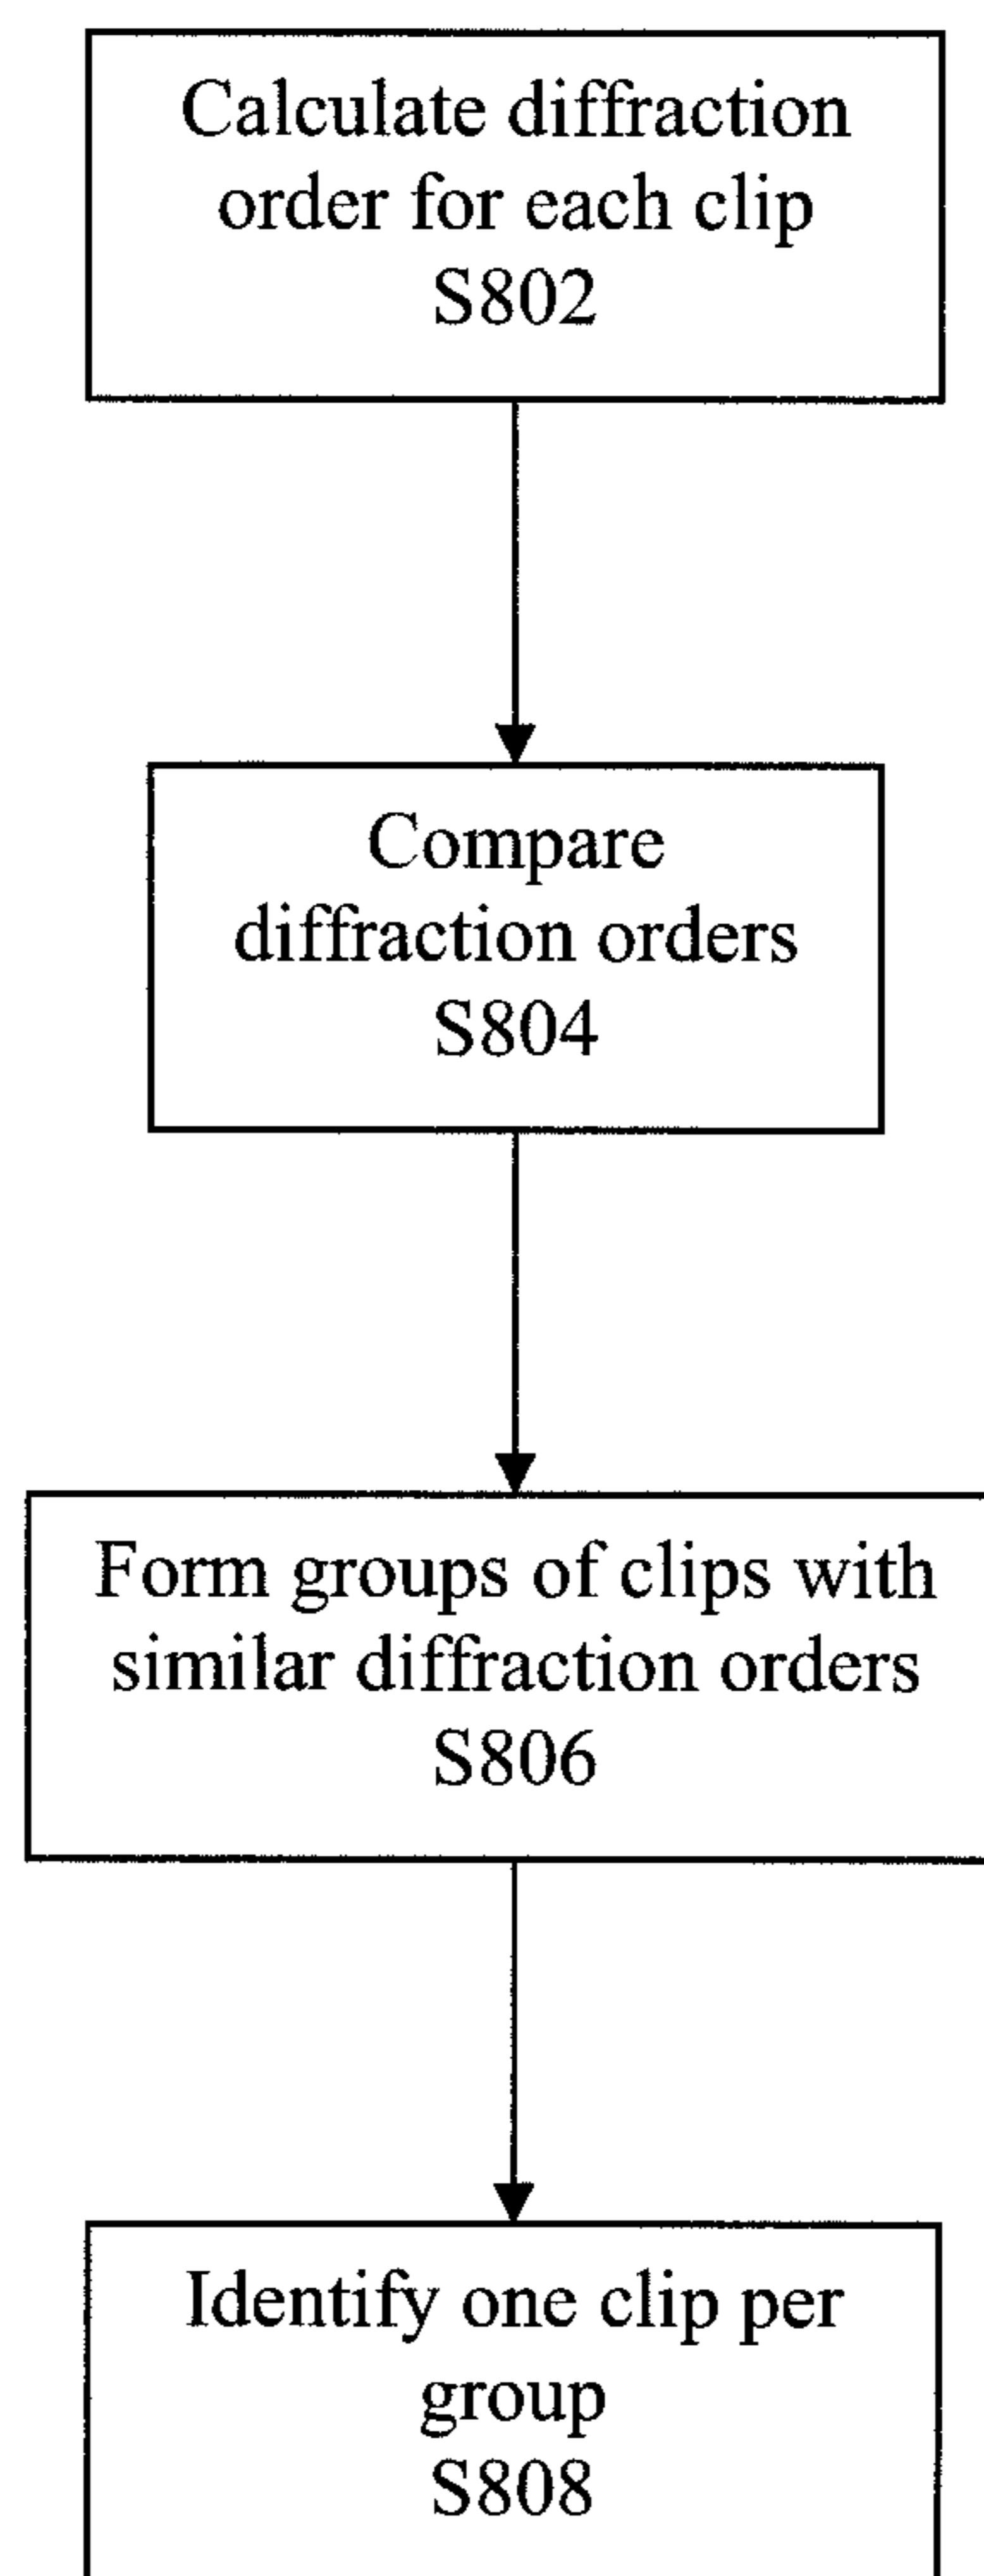 Calculate diffraction
order for each clip
S802
Compare
diffraction orders
S804
Form groups of clips with
similar diffraction orders
S806
Identify one clip per
group
S808